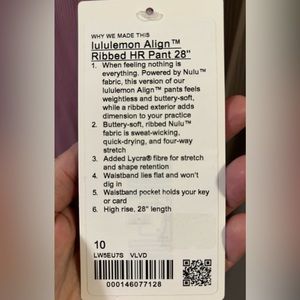 WHY WE MADE THIS
lululemon Align™
Ribbed HR Pant 28"
1. When feeling nothing is
everything. Powered by Nulu™
fabric, this version of our
lululemon Align™ pants feels
weightless and buttery-soft,
while a ribbed exterior adds
dimension to your practice
2. Buttery-soft, ribbed Nulu™
fabric is sweat-wicking,
quick-drying, and four-way
stretch
3. Added Lycra® fibre for stretch
and shape retention
4. Waistband lies flat and won't
dig in
5. Waistband pocket holds your key
or card
6. High rise, 28" length
10
LW5EU7S VLVD
000146077128